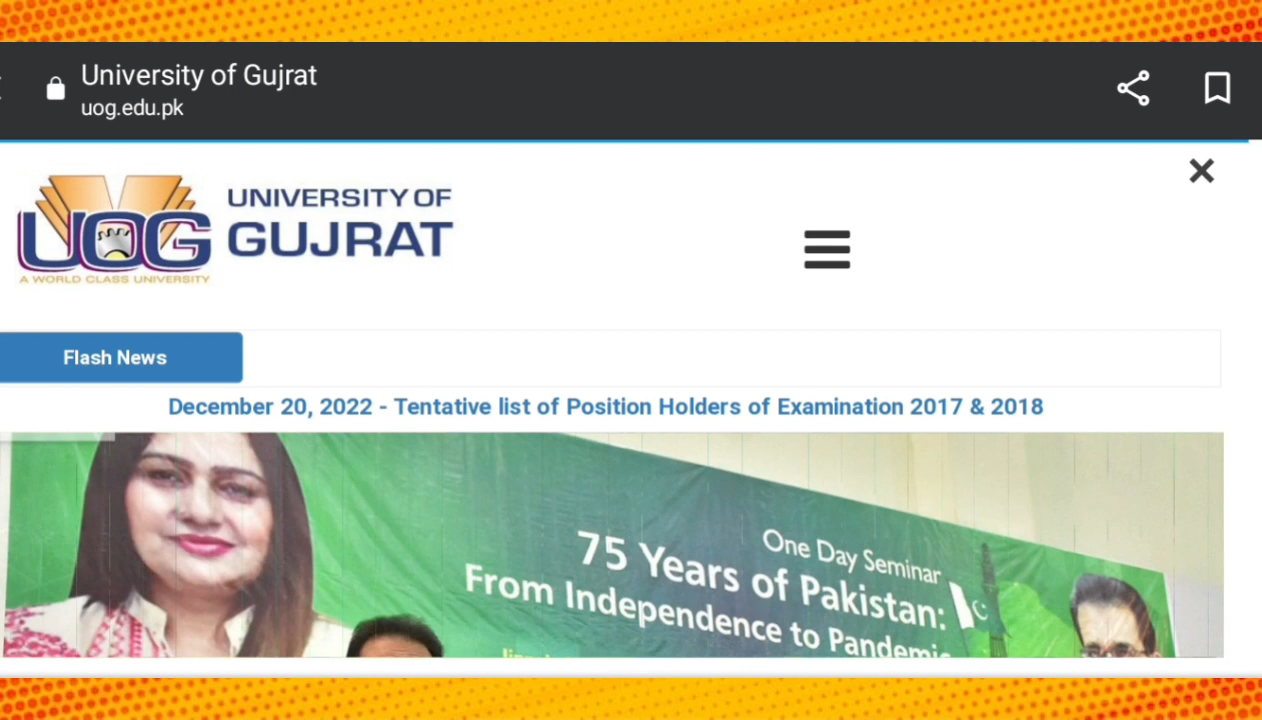 University of Gujrat
uog.edu.pk
UOG
A WORLD CLASS UNIVERSITY
UNIVERSITY OF
GUJRAT
Flash News
December 20, 2022 - Tentative list of Position Holders of Examination 2017 & 2018
One Day Seminar
75 Years of Pakistan:
From Independence to